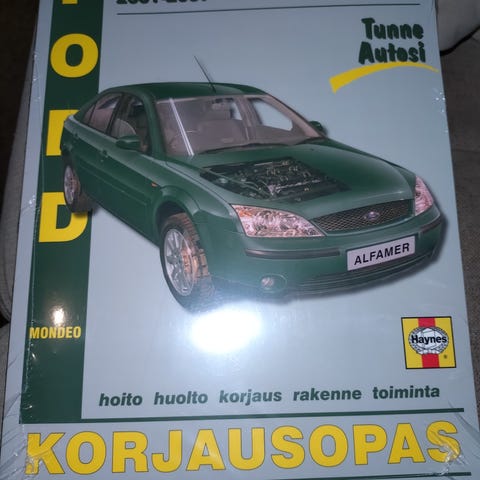 FORD
Tunne
Autosi
ALFAMER
MONDEO
Haynes
hoito huolto korjaus rakenne toiminta
KORJAUSOPAS